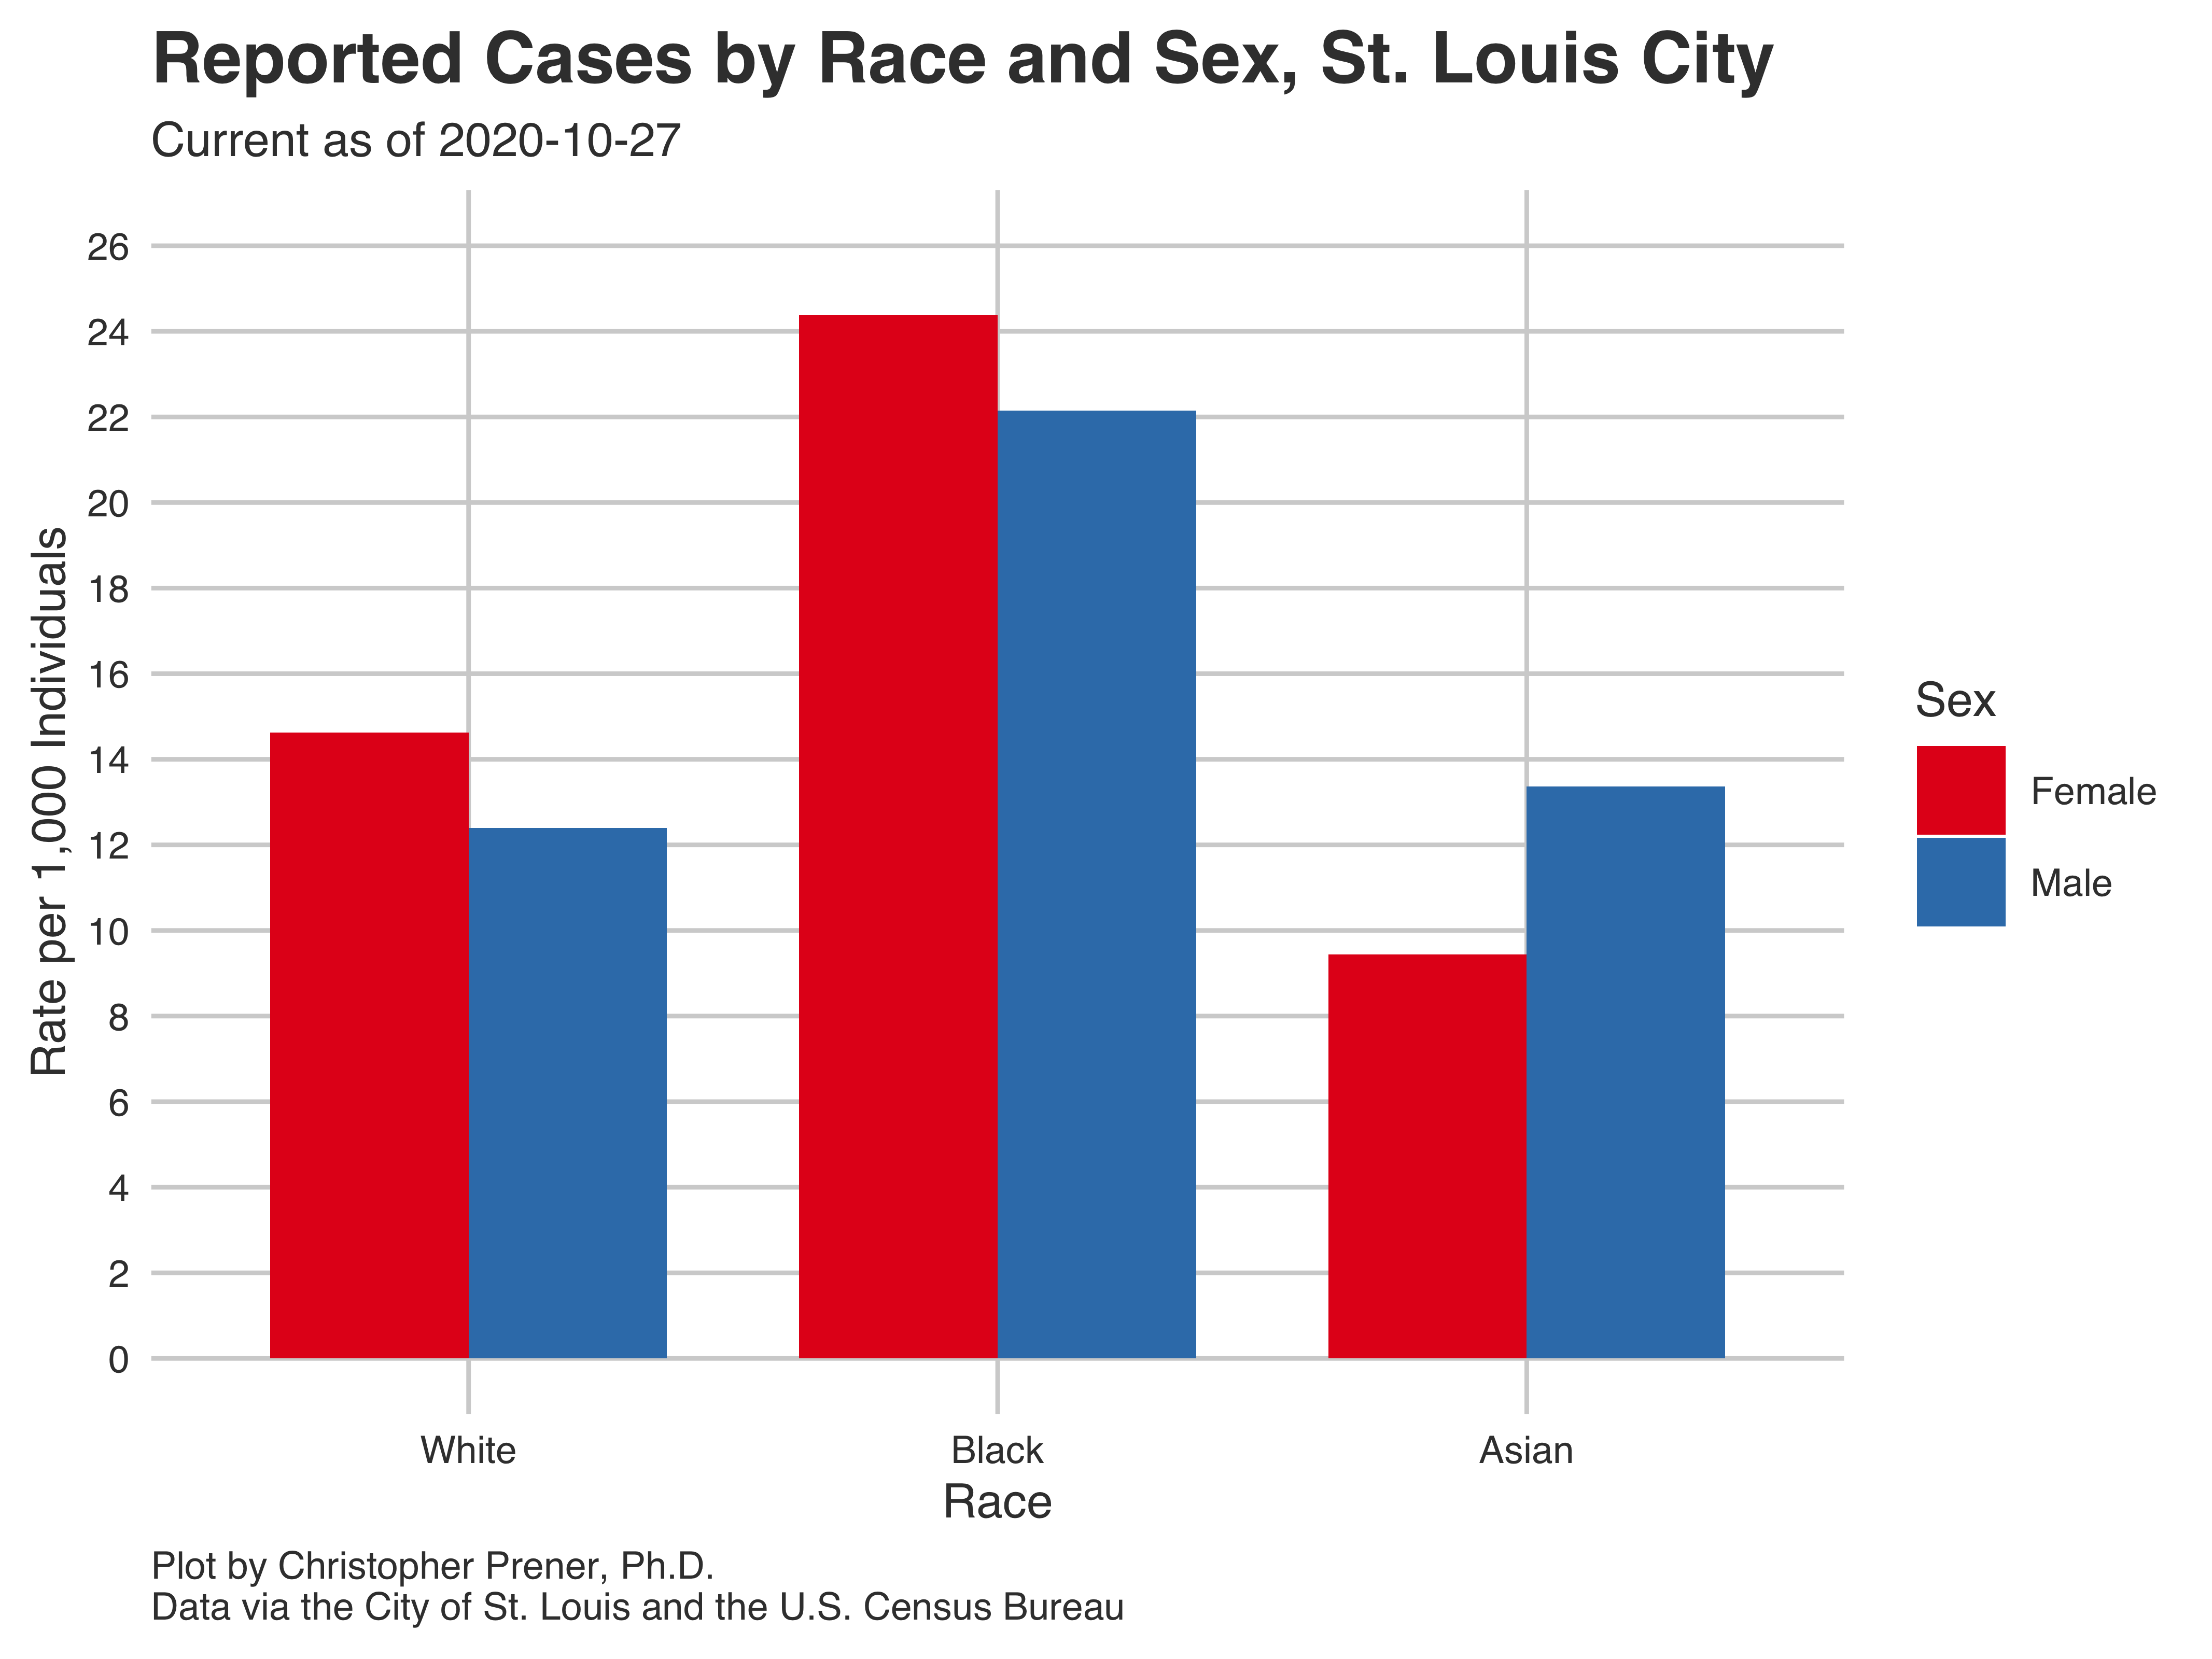 Reported Cases by Race and Sex, St. Louis City
Current as of 2020-10-27
26
24
22
20
18
16
14
12
10
8
6
4
2
0
Rate per 1,000 Individuals
White
Black
Asian
Race
Sex
Female
Male
Plot by Christopher Prener, Ph.D.
Data via the City of St. Louis and the U.S. Census Bureau